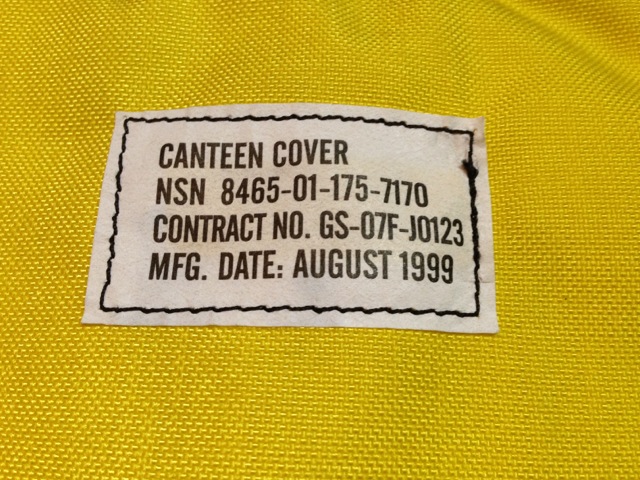 CANTEEN COVER
NSN 8465-01-175-7170
CONTRACT NO. GS-07F-J0123
MFG. DATE: AUGUST 1999